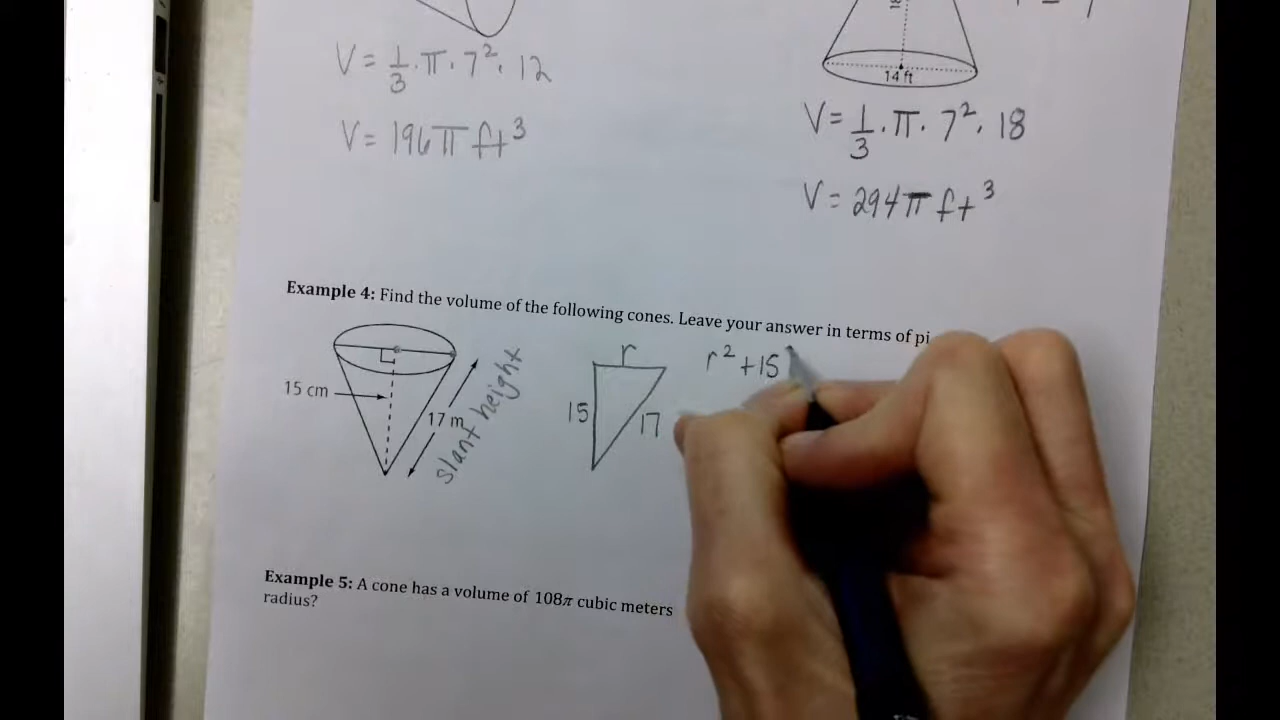 V = 1/3 · π · 7² · 12
V = 196π ft³
14 ft
V = 1/3 · π · 7² · 18
V = 294π ft³
Example 4: Find the volume of the following cones. Leave your answer in terms of pi
15 cm
17 m
slant height
r
15
17
r² + 15
Example 5: A cone has a volume of 108π cubic meters
radius?